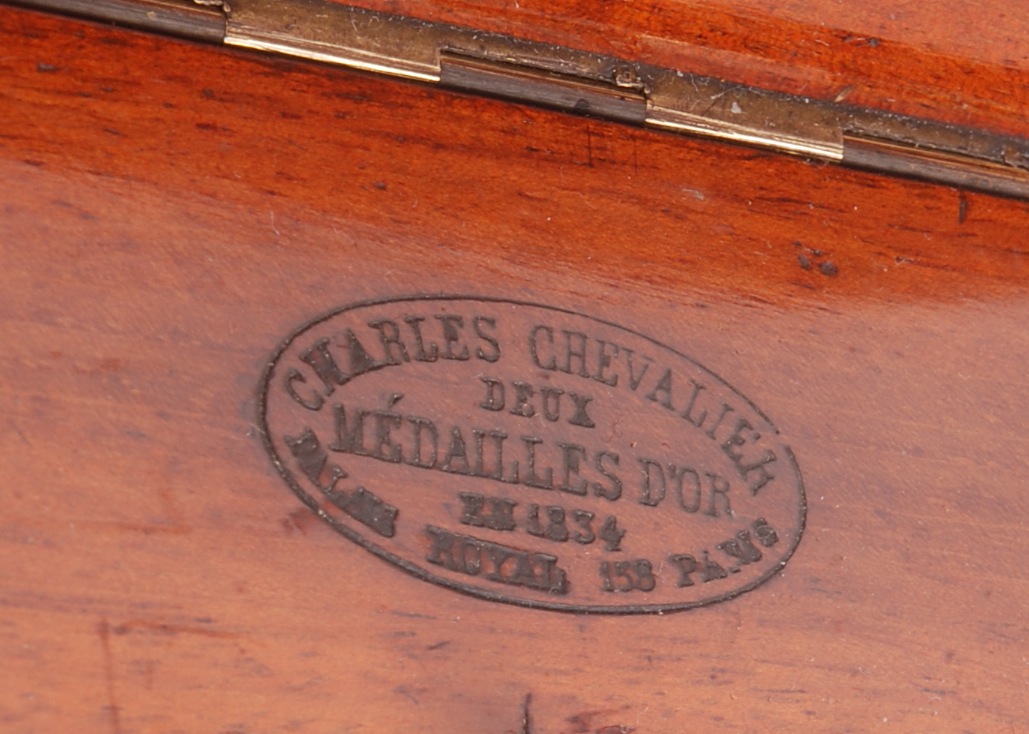 CHARLES CHEVALIER
DEUX
MÉDAILLES D'OR
EN 1834
PALAIS ROYAL 158 PARIS